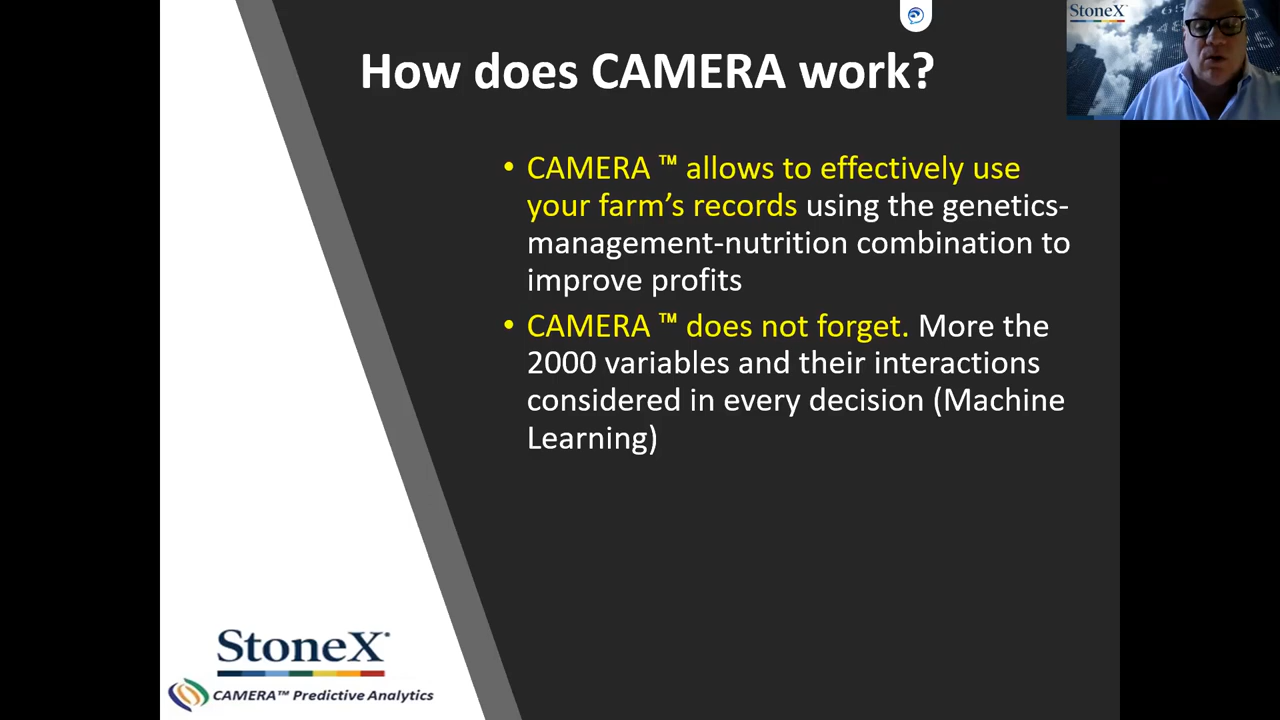 How does CAMERA work?
StoneX
• CAMERA ™ allows to effectively use
your farm’s records using the genetics-
management-nutrition combination to
improve profits
• CAMERA ™ does not forget. More the
2000 variables and their interactions
considered in every decision (Machine
Learning)
StoneX®
CAMERA™ Predictive Analytics